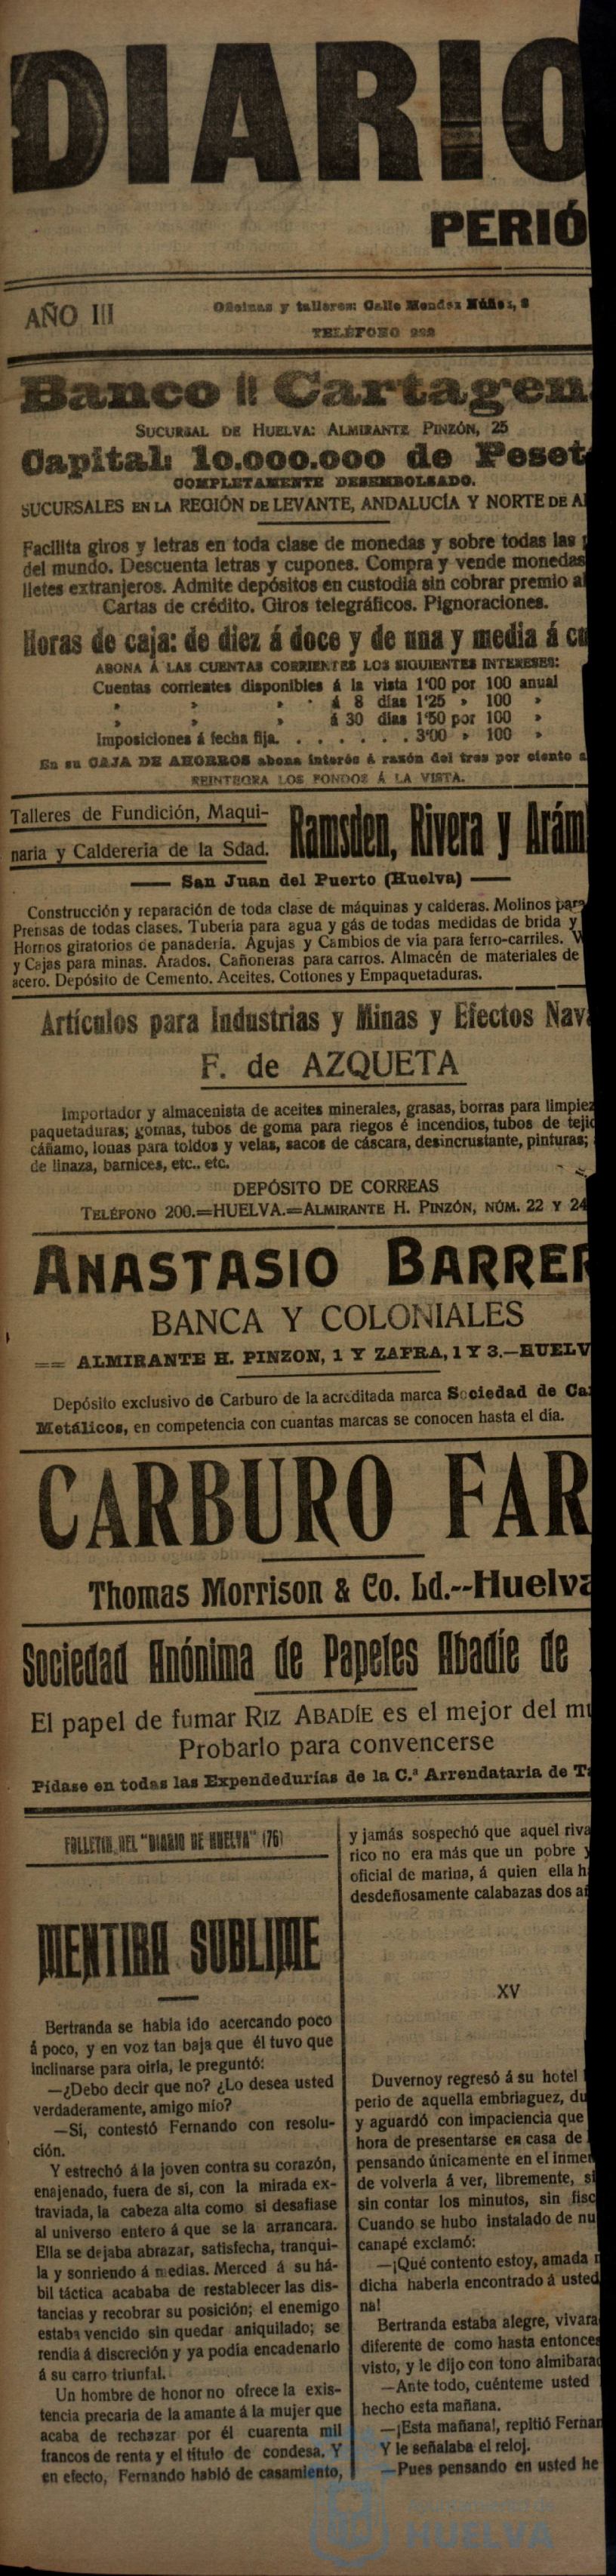 DIARIO
PERIÓ
AÑO III
Oficinas y talleres: Calle Mendez Núñez, 8
TELÉFONO 222
Banco de Cartagen
SUCURSAL DE HUELVA: ALMIRANTE PINZÓN, 25
Capital: 10.000.000 de Peset
COMPLETAMENTE DESEMBOLSADO.
SUCURSALES EN LA REGIÓN DE LEVANTE, ANDALUCÍA Y NORTE DE A
Facilita giros y letras en toda clase de monedas y sobre todas las
del mundo. Descuenta letras y cupones. Compra y vende monedas
lletes extranjeros. Admite depósitos en custodia sin cobrar premio a
Cartas de crédito. Giros telegráficos. Pignoraciones.
Horas de caja: de diez á doce y de una y media á cu
ABONA Á LAS CUENTAS CORRIENTES LOS SIGUIENTES INTERESES:
Cuentas corrientes disponibles á la vista 1'00 por 100 anual
» » » á 8 días 1'25 » 100 »
» » » á 30 días 1'50 por 100 »
Imposiciones á fecha fija. . . . . . . 3'00 » 100 »
En su CAJA DE AHORROS abona interés á razón del tres por ciento a
REINTEGRA LOS FONDOS Á LA VISTA.
Talleres de Fundición, Maqui-
naria y Caldereria de la Sdad.
Ramsden, Rivera y Arám
San Juan del Puerto (Huelva)
Construcción y reparación de toda clase de máquinas y calderas. Molinos para
Prensas de todas clases. Tubería para agua y gás de todas medidas de brida y
Hornos giratorios de panadería. Agujas y Cambios de vía para ferro-carriles. V
y Cajas para minas. Arados. Cañoneras para carros. Almacén de materiales de
acero. Depósito de Cemento. Aceites. Cottones y Empaquetaduras.
Artículos para Industrias y Minas y Efectos Nava
F. de AZQUETA
Importador y almacenista de aceites minerales, grasas, borras para limpiez
paquetaduras; gomas, tubos de goma para riegos é incendios, tubos de tejid
cáñamo, lonas para toldos y velas, sacos de cáscara, desincrustante, pinturas;
de linaza, barnices, etc., etc.
DEPÓSITO DE CORREAS
TELÉFONO 200.=HUELVA.=ALMIRANTE H. PINZÓN, NÚM. 22 Y 24
ANASTASIO BARRER
BANCA Y COLONIALES
== ALMIRANTE H. PINZON, 1 Y ZAFRA, 1 Y 3.—HUELV
Depósito exclusivo de Carburo de la acreditada marca Sociedad de Ca
Metálicos, en competencia con cuantas marcas se conocen hasta el día.
CARBURO FAR
Thomas Morrison & Co. Ld.--Huelva
Sociedad Anónima de Papeles Abadíe de
El papel de fumar RIZ ABADÍE es el mejor del mu
Probarlo para convencerse
Pídase en todas las Expendedurías de la C.ª Arrendataria de Ta
FOLLETIN DEL "DIARIO DE HUELVA" (76)
MENTIRA SUBLIME
Bertranda se habia ido acercando poco
á poco, y en voz tan baja que él tuvo que
inclinarse para oirla, le preguntó:
—¿Debo decir que no? ¿Lo desea usted
verdaderamente, amigo mío?
—Si, contestó Fernando con resolu-
ción.
Y estrechó á la joven contra su corazón,
enajenado, fuera de si, con la mirada ex-
traviada, la cabeza alta como si desafiase
al universo entero á que se la arrancara.
Ella se dejaba abrazar, satisfecha, tranqui-
la y sonriendo á medias. Merced á su há-
bil táctica acababa de restablecer las dis-
tancias y recobrar su posición; el enemigo
estaba vencido sin quedar aniquilado; se
rendia á discreción y ya podia encadenarlo
á su carro triunfal.
Un hombre de honor no ofrece la exis-
tencia precaria de la amante á la mujer que
acaba de rechazar por él cuarenta mil
francos de renta y el título de condesa. Y
en efecto, Fernando habló de casamiento,
y jamás sospechó que aquel riva
rico no era más que un pobre y
oficial de marina, á quien ella h
desdeñosamente calabazas dos añ
XV
Duvernoy regresó á su hotel
perio de aquella embriaguez, du
y aguardó con impaciencia que
hora de presentarse en casa de
pensando únicamente en el inmen
de volverla á ver, libremente, si
sin contar los minutos, sin fisc
Cuando se hubo instalado de nu
canapé exclamó:
—¡Qué contento estoy, amada
dicha haberla encontrado á usted
na!
Bertranda estaba alegre, vivara
diferente de como hasta entonces
visto, y le dijo con tono almibarad
—Ante todo, cuénteme usted
hecho esta mañana.
—¡Esta mañana!, repitió Fernan
Y le señalaba el reloj.
—Pues pensando en usted he
HUELVA